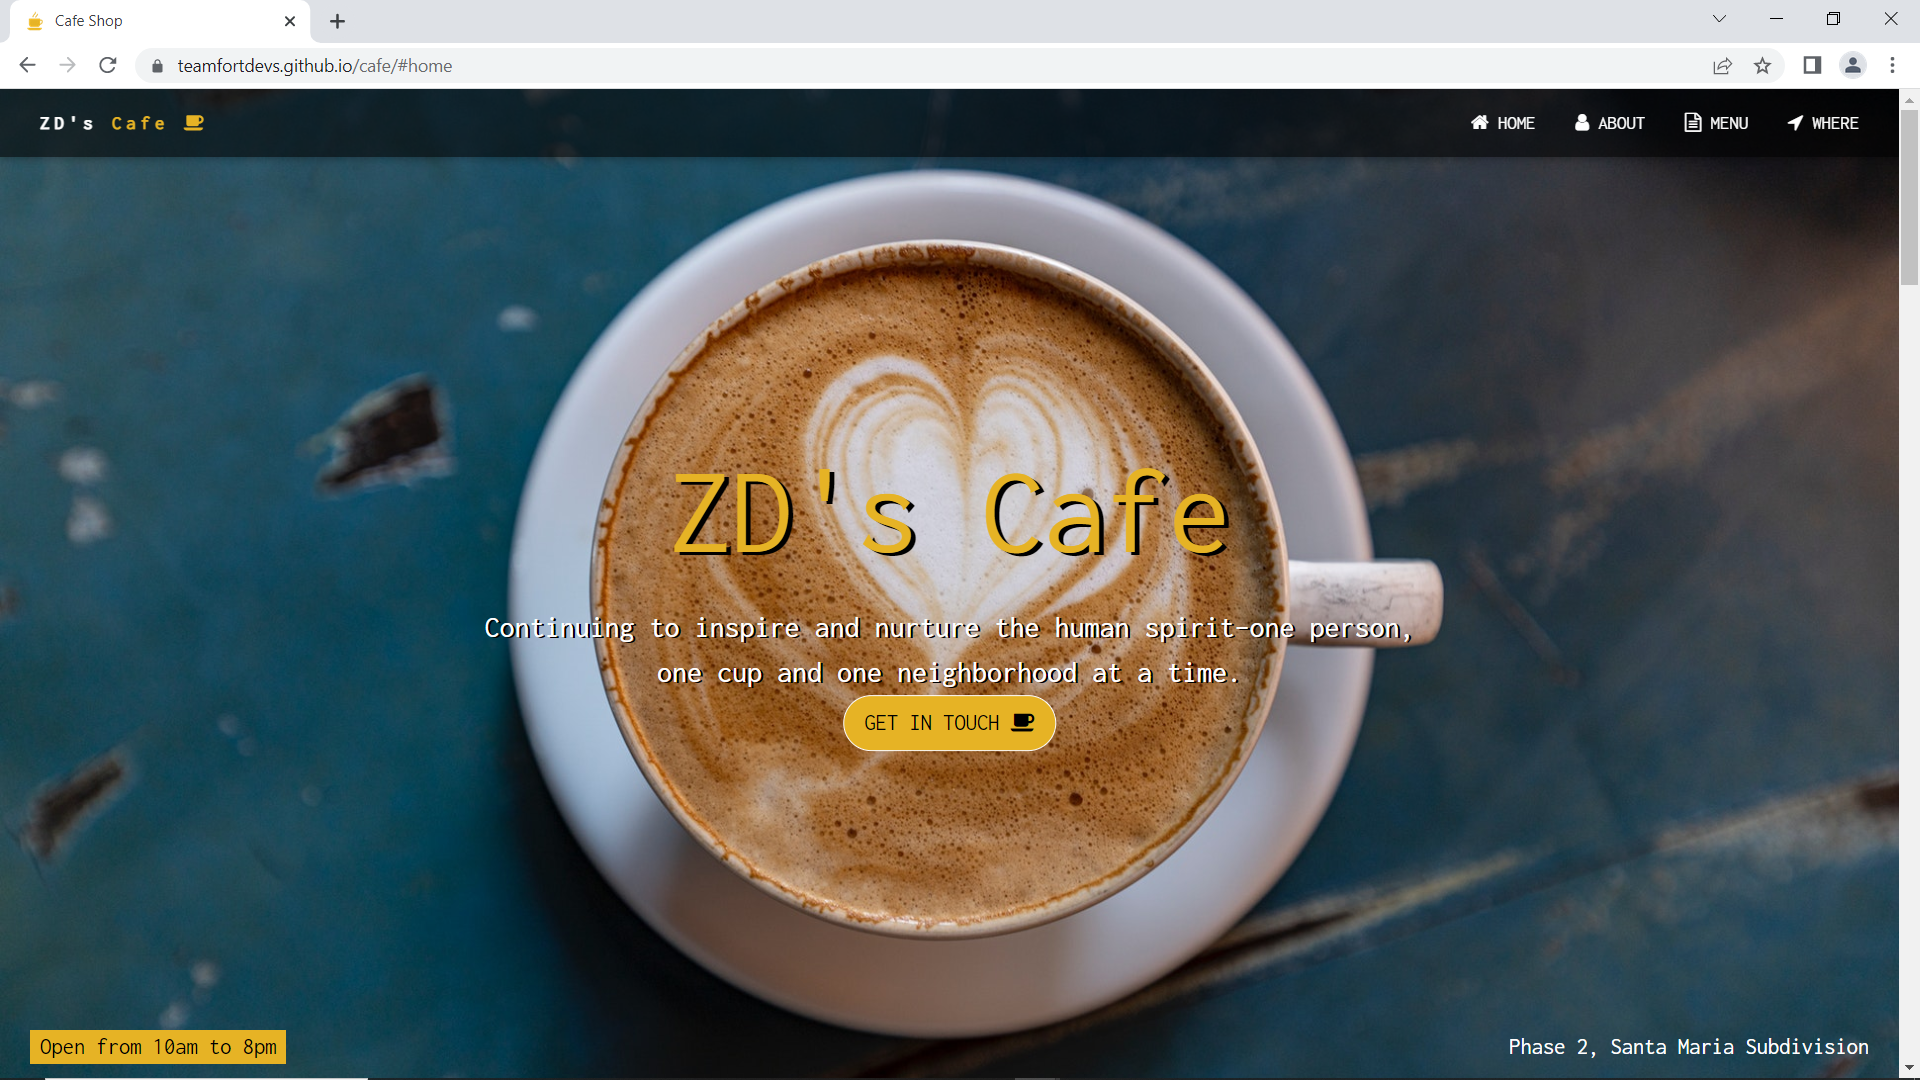 Cafe Shop
teamfortdevs.github.io/cafe/#home
ZD's Cafe
HOME ABOUT MENU WHERE
ZD's Cafe
Continuing to inspire and nurture the human spirit—one person,
one cup and one neighborhood at a time.
GET IN TOUCH
Open from 10am to 8pm
Phase 2, Santa Maria Subdivision